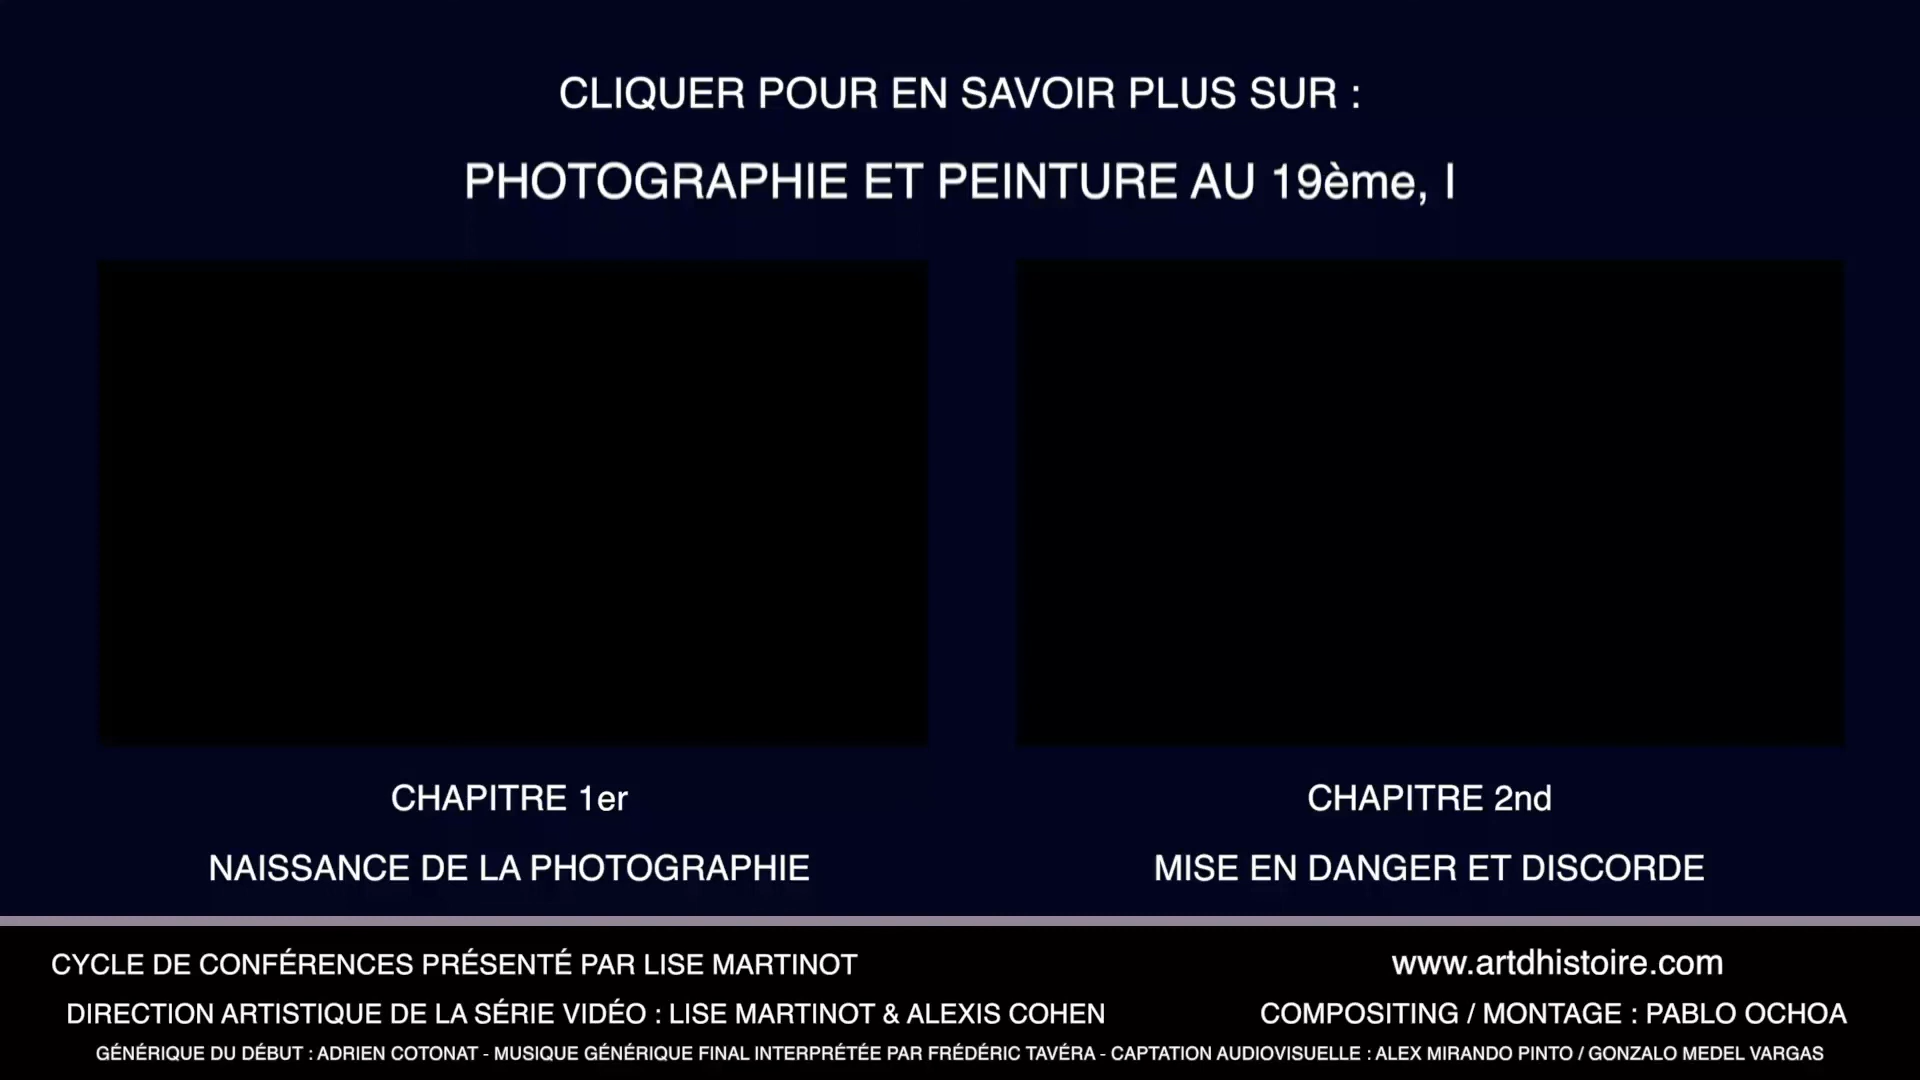 CLIQUER POUR EN SAVOIR PLUS SUR :
PHOTOGRAPHIE ET PEINTURE AU 19ème, I
CHAPITRE 1er
NAISSANCE DE LA PHOTOGRAPHIE
CHAPITRE 2nd
MISE EN DANGER ET DISCORDE
CYCLE DE CONFÉRENCES PRÉSENTÉ PAR LISE MARTINOT
www.artdhistoire.com
DIRECTION ARTISTIQUE DE LA SÉRIE VIDÉO : LISE MARTINOT & ALEXIS COHEN
COMPOSITING / MONTAGE : PABLO OCHOA
GÉNÉRIQUE DU DÉBUT : ADRIEN COTONAT - MUSIQUE GÉNÉRIQUE FINAL INTERPRÉTÉE PAR FRÉDÉRIC TAVÉRA - CAPTATION AUDIOVISUELLE : ALEX MIRANDO PINTO / GONZALO MEDEL VARGAS